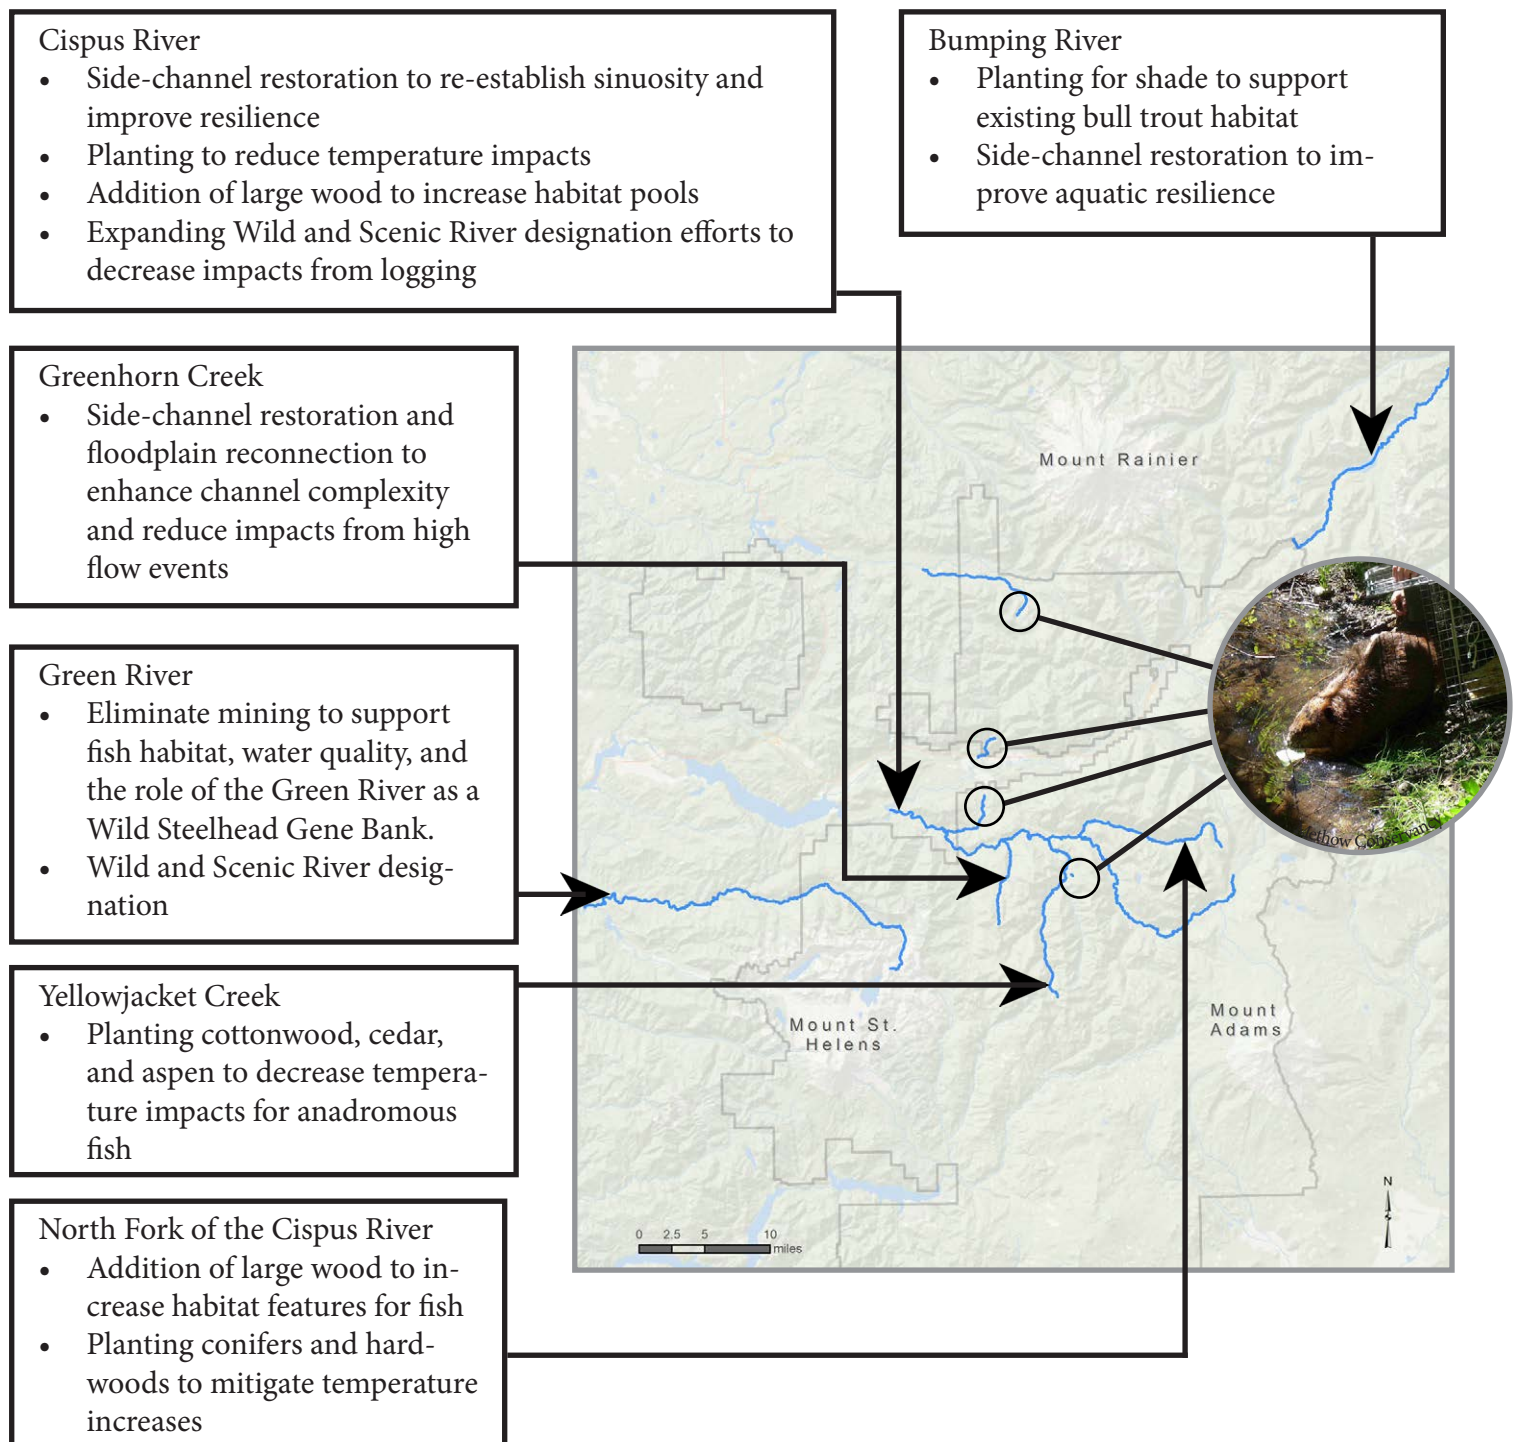 Cispus River
• Side-channel restoration to re-establish sinuosity and
improve resilience
• Planting to reduce temperature impacts
• Addition of large wood to increase habitat pools
• Expanding Wild and Scenic River designation efforts to
decrease impacts from logging
Bumping River
• Planting for shade to support
existing bull trout habitat
• Side-channel restoration to im-
prove aquatic resilience
Greenhorn Creek
• Side-channel restoration and
floodplain reconnection to
enhance channel complexity
and reduce impacts from high
flow events
Green River
• Eliminate mining to support
fish habitat, water quality, and
the role of the Green River as a
Wild Steelhead Gene Bank.
• Wild and Scenic River desig-
nation
Yellowjacket Creek
• Planting cottonwood, cedar,
and aspen to decrease tempera-
ture impacts for anadromous
fish
North Fork of the Cispus River
• Addition of large wood to in-
crease habitat features for fish
• Planting conifers and hard-
woods to mitigate temperature
increases
Mount Rainier
Mount St.
Helens
Mount
Adams
N
0 2.5 5 10
miles